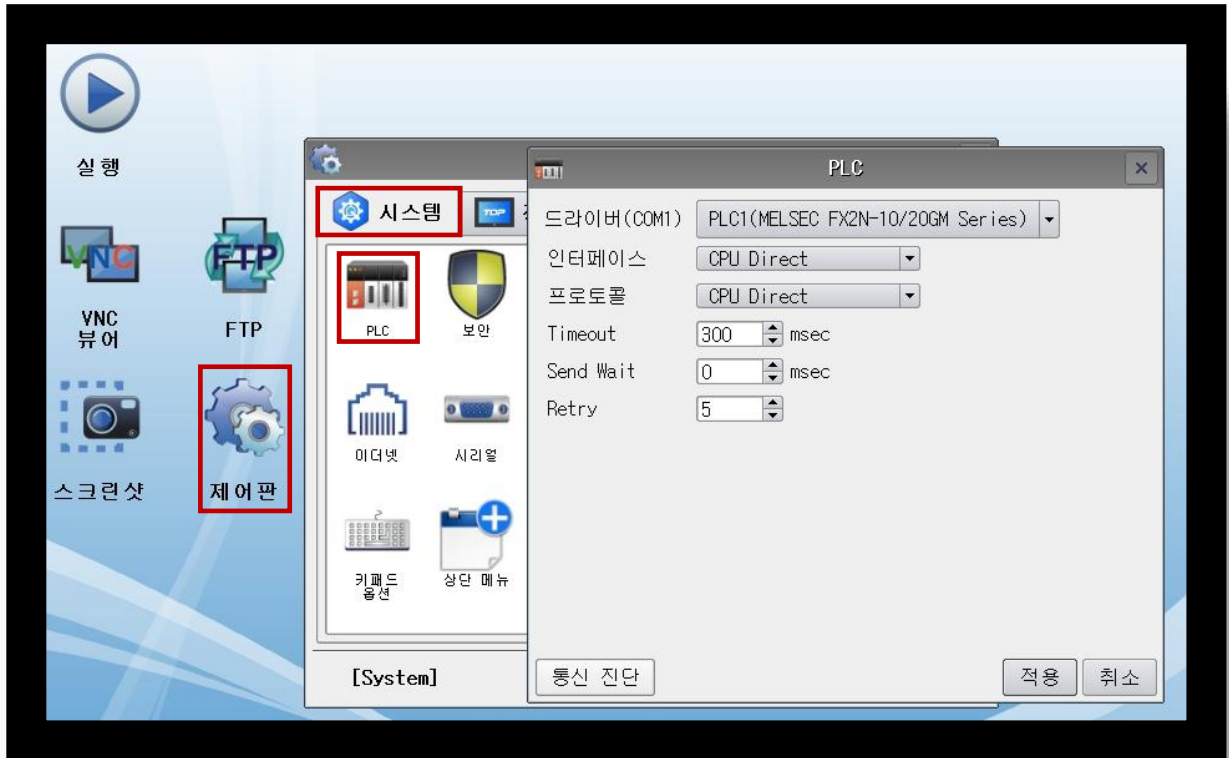 실행
VNC
뷰어
FTP
스크린샷
제어판
시스템
TOP
PLC
보안
이더넷
시리얼
키패드
옵션
상단 메뉴
[System]
PLC
드라이버(COM1) PLC1(MELSEC FX2N-10/20GM Series)
인터페이스 CPU Direct
프로토콜 CPU Direct
Timeout 300 msec
Send Wait 0 msec
Retry 5
통신 진단 적용 취소
VNC
FTP